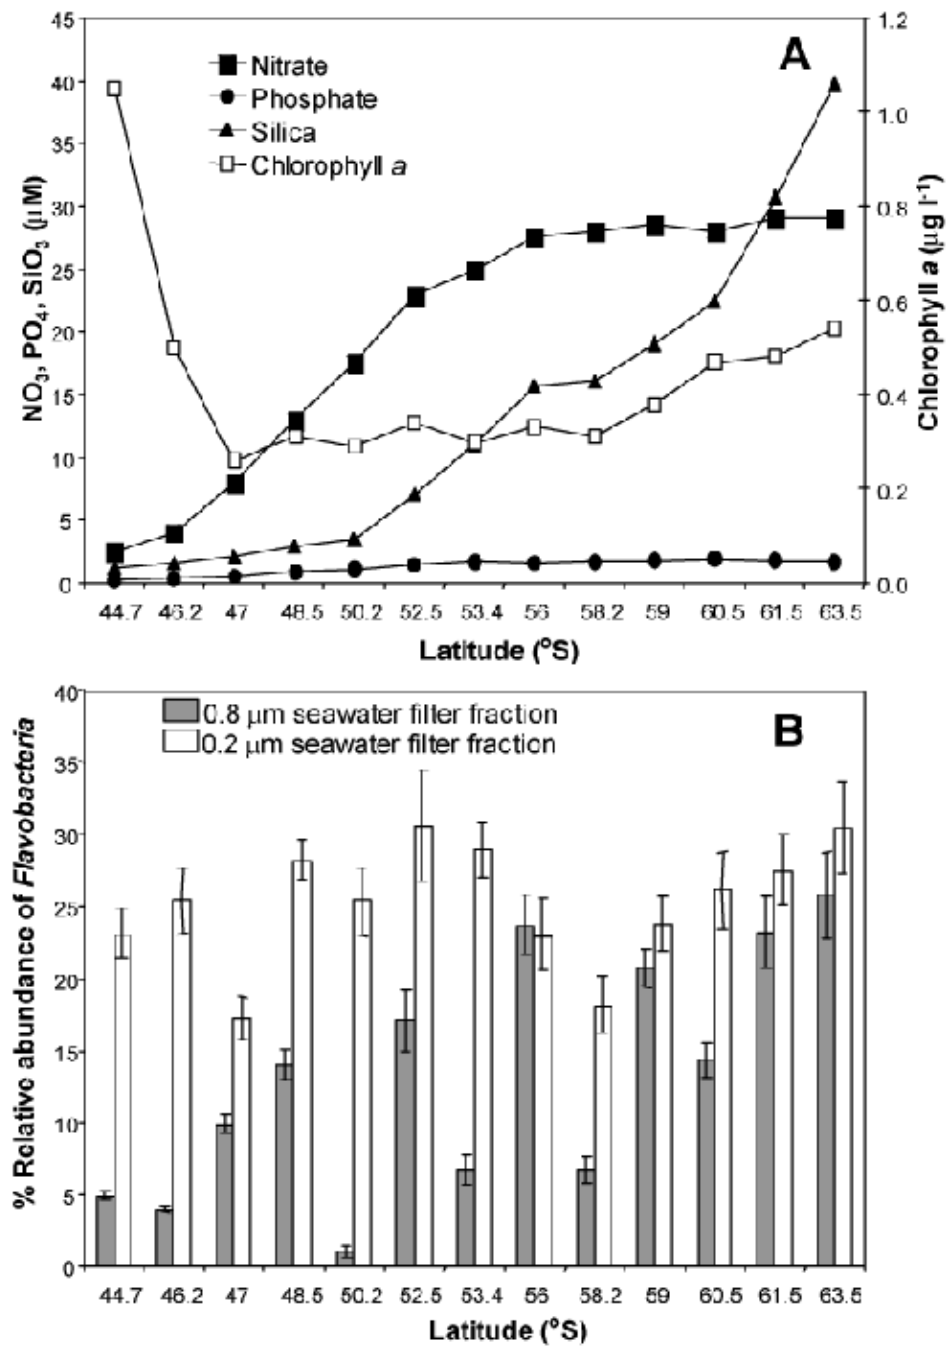 A
Nitrate
Phosphate
Silica
Chlorophyll a
45
40
35
30
25
20
15
10
5
0
NO3, PO4, SiO3 (μM)
1.2
1.0
0.8
0.6
0.4
0.2
0.0
Chlorophyll a (μg l-1)
44.7 46.2 47 48.5 50.2 52.5 53.4 56 58.2 59 60.5 61.5 63.5
Latitude (oS)
B
0.8 μm seawater filter fraction
0.2 μm seawater filter fraction
40
35
30
25
20
15
10
5
0
% Relative abundance of Flavobacteria
44.7 46.2 47 48.5 50.2 52.5 53.4 56 58.2 59 60.5 61.5 63.5
Latitude (oS)